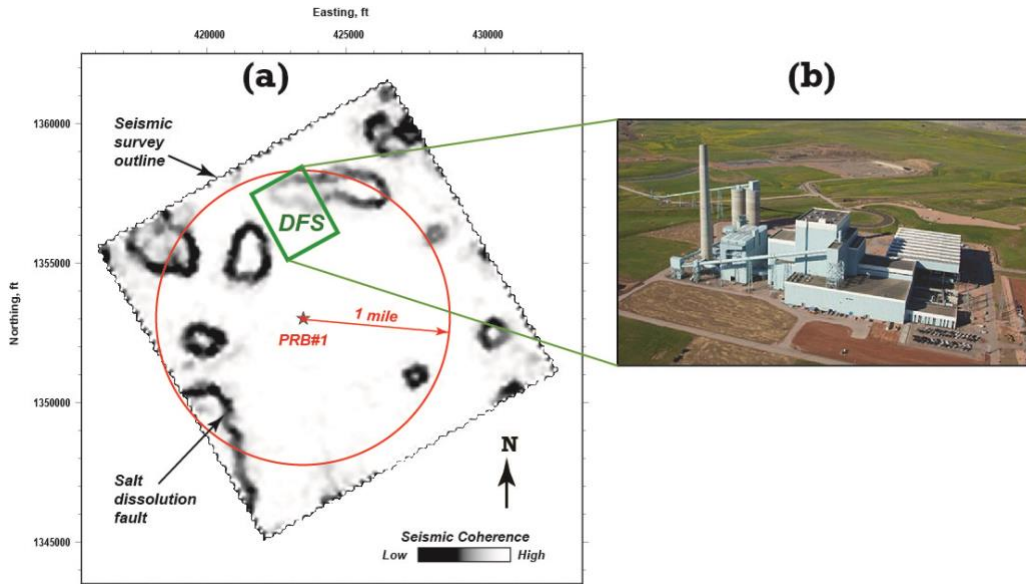 Easting, ft
420000 425000 430000
(a)
(b)
Seismic
survey
outline
1360000
DFS
1355000
Northing, ft
1 mile
PRB#1
1350000
N
Salt
dissolution
fault
Seismic Coherence
Low High
1345000